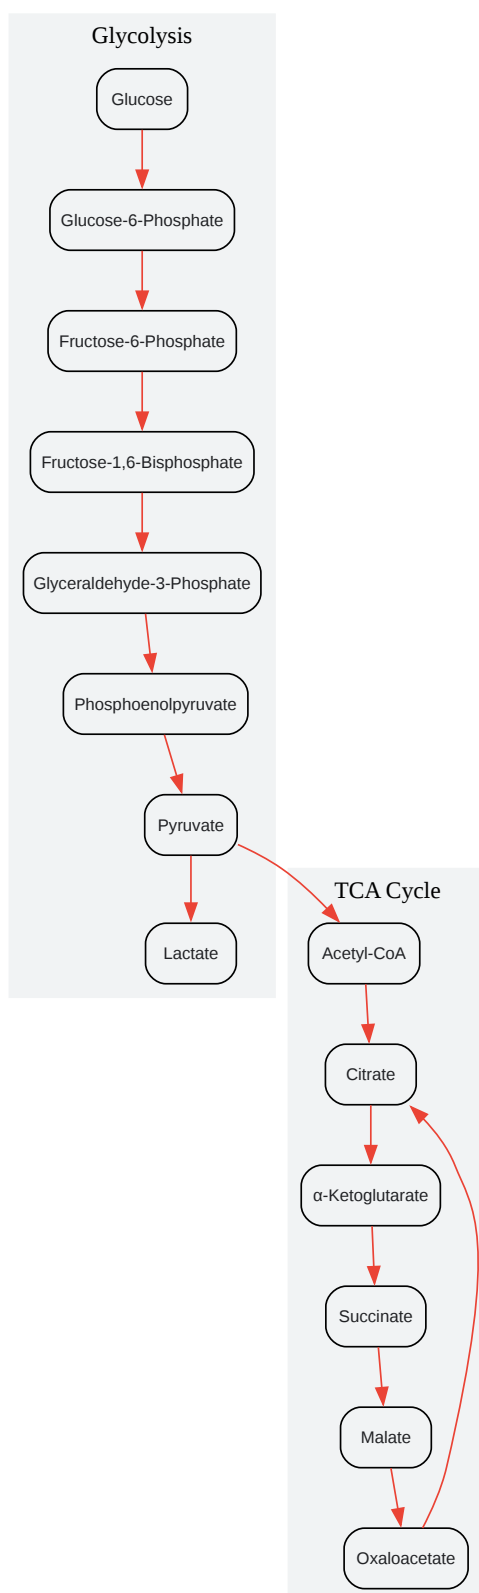 Glycolysis
Glucose
Glucose-6-Phosphate
Fructose-6-Phosphate
Fructose-1,6-Bisphosphate
Glyceraldehyde-3-Phosphate
Phosphoenolpyruvate
Pyruvate
Lactate
TCA Cycle
Acetyl-CoA
Citrate
α-Ketoglutarate
Succinate
Malate
Oxaloacetate